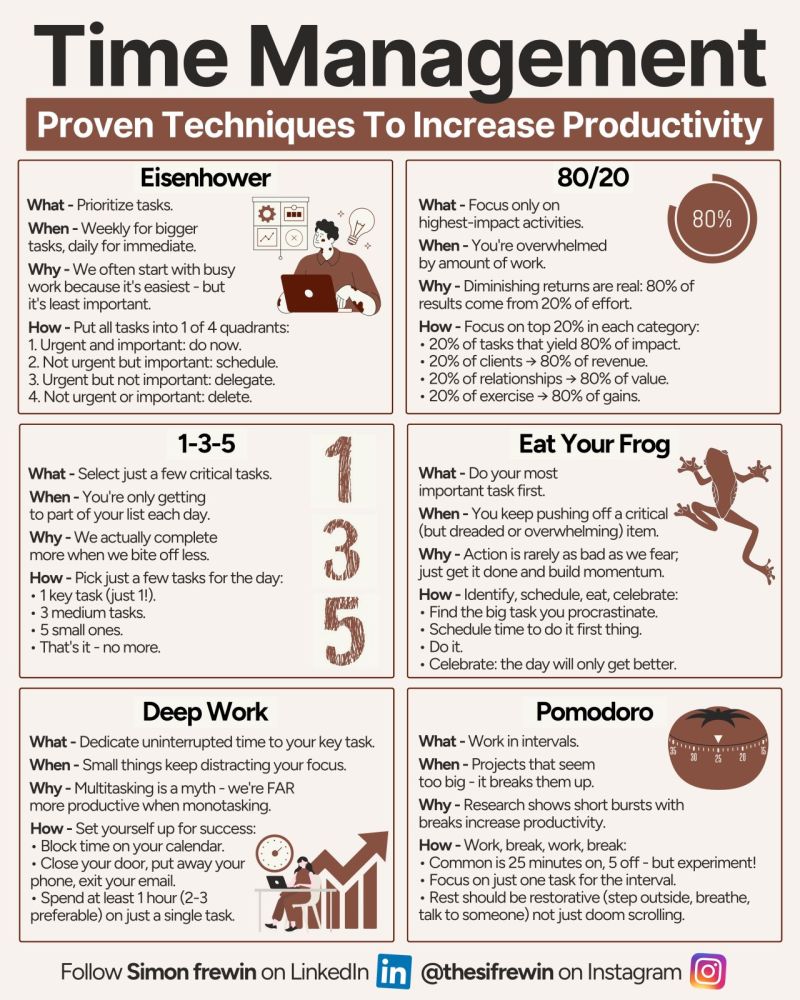 Time Management
Proven Techniques To Increase Productivity
Eisenhower
What - Prioritize tasks.
When - Weekly for bigger
tasks, daily for immediate.
Why - We often start with busy
work because it's easiest - but
it's least important.
How - Put all tasks into 1 of 4 quadrants:
1. Urgent and important: do now.
2. Not urgent but important: schedule.
3. Urgent but not important: delegate.
4. Not urgent or important: delete.
80/20
80%
What - Focus only on
highest-impact activities.
When - You're overwhelmed
by amount of work.
Why - Diminishing returns are real: 80% of
results come from 20% of effort.
How - Focus on top 20% in each category:
• 20% of tasks that yield 80% of impact.
• 20% of clients → 80% of revenue.
• 20% of relationships → 80% of value.
• 20% of exercise → 80% of gains.
1-3-5
What - Select just a few critical tasks.
When - You're only getting
to part of your list each day.
Why - We actually complete
more when we bite off less.
How - Pick just a few tasks for the day:
• 1 key task (just 1!).
• 3 medium tasks.
• 5 small ones.
• That's it - no more.
1
3
5
Eat Your Frog
What - Do your most
important task first.
When - You keep pushing off a critical
(but dreaded or overwhelming) item.
Why - Action is rarely as bad as we fear;
just get it done and build momentum.
How - Identify, schedule, eat, celebrate:
• Find the big task you procrastinate.
• Schedule time to do it first thing.
• Do it.
• Celebrate: the day will only get better.
Deep Work
What - Dedicate uninterrupted time to your key task.
When - Small things keep distracting your focus.
Why - Multitasking is a myth - we're FAR
more productive when monotasking.
How - Set yourself up for success:
• Block time on your calendar.
• Close your door, put away your
phone, exit your email.
• Spend at least 1 hour (2-3
preferable) on just a single task.
Pomodoro
35 30 25 20 15
What - Work in intervals.
When - Projects that seem
too big - it breaks them up.
Why - Research shows short bursts with
breaks increase productivity.
How - Work, break, work, break:
• Common is 25 minutes on, 5 off - but experiment!
• Focus on just one task for the interval.
• Rest should be restorative (step outside, breathe,
talk to someone) not just doom scrolling.
Follow Simon frewin on LinkedIn in @thesifrewin on Instagram